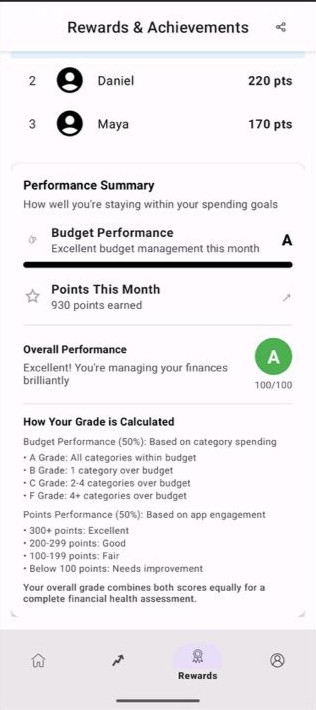 Rewards & Achievements
2 Daniel 220 pts
3 Maya 170 pts
Performance Summary
How well you're staying within your spending goals
Budget Performance
Excellent budget management this month
A
Points This Month
930 points earned
Overall Performance
Excellent! You're managing your finances
brilliantly
A
100/100
How Your Grade is Calculated
Budget Performance (50%): Based on category spending
• A Grade: All categories within budget
• B Grade: 1 category over budget
• C Grade: 2-4 categories over budget
• F Grade: 4+ categories over budget
Points Performance (50%): Based on app engagement
• 300+ points: Excellent
• 200-299 points: Good
• 100-199 points: Fair
• Below 100 points: Needs improvement
Your overall grade combines both scores equally for a
complete financial health assessment.
Rewards